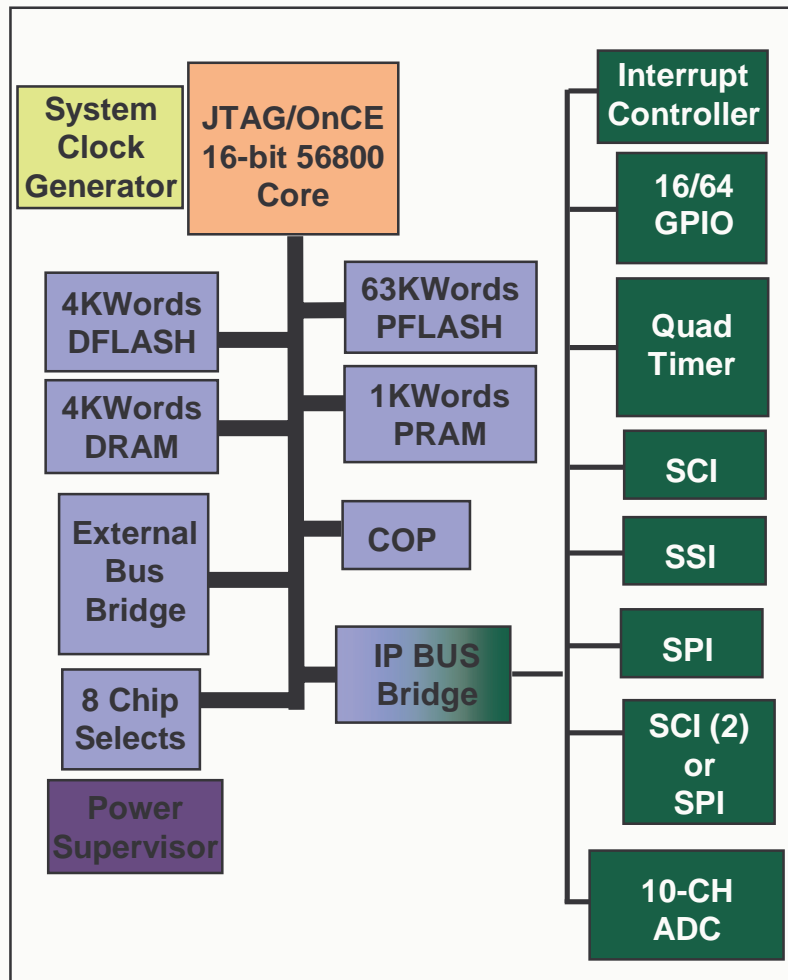 System
Clock
Generator
JTAG/OnCE
16-bit 56800
Core
4KWords
DFLASH
63KWords
PFLASH
4KWords
DRAM
1KWords
PRAM
External
Bus
Bridge
COP
IP BUS
Bridge
8 Chip
Selects
Power
Supervisor
Interrupt
Controller
16/64
GPIO
Quad
Timer
SCI
SSI
SPI
SCI (2)
or
SPI
10-CH
ADC